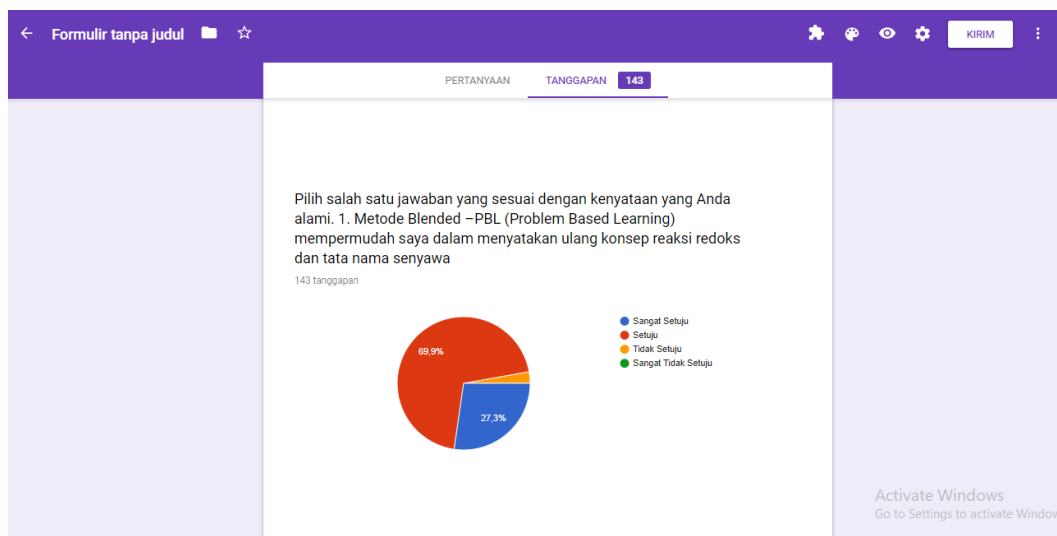 Formulir tanpa judul
KIRIM
PERTANYAAN TANGGAPAN 143
Pilih salah satu jawaban yang sesuai dengan kenyataan yang Anda
alami. 1. Metode Blended –PBL (Problem Based Learning)
mempermudah saya dalam menyatakan ulang konsep reaksi redoks
dan tata nama senyawa
143 tanggapan
69,9%
27,3%
Sangat Setuju
Setuju
Tidak Setuju
Sangat Tidak Setuju
Activate Windows
Go to Settings to activate Window